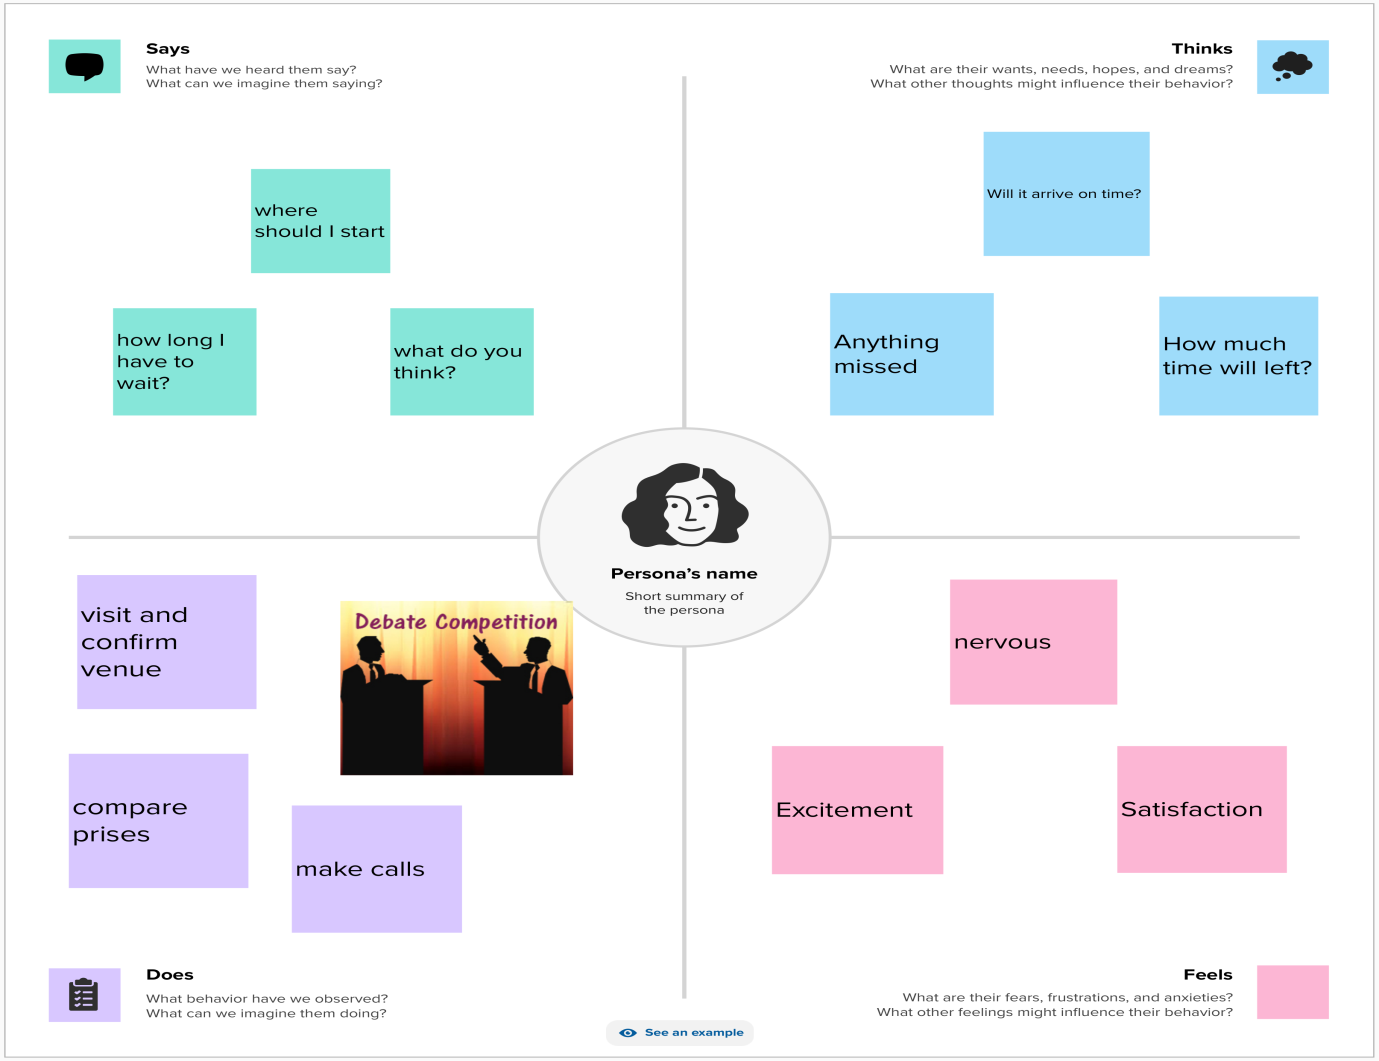 Says
What have we heard them say?
What can we imagine them saying?
Thinks
What are their wants, needs, hopes, and dreams?
What other thoughts might influence their behavior?
where
should I start
how long I
have to
wait?
what do you
think?
Will it arrive on time?
Anything
missed
How much
time will left?
Persona's name
Short summary of
the persona
visit and
confirm
venue
Debate Competition
compare
prises
make calls
nervous
Excitement
Satisfaction
Does
What behavior have we observed?
What can we imagine them doing?
Feels
What are their fears, frustrations, and anxieties?
What other feelings might influence their behavior?
See an example